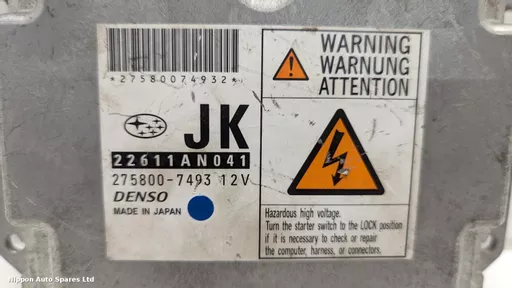 *27580074932*
JK
22611AN041
275800-7493 12V
DENSO
MADE IN JAPAN
WARNING
WARNUNG
ATTENTION
Hazardous high voltage.
Turn the starter switch to the LOCK position
if it is necessary to check or repair
the computer, harness, or connectors.
Nippon Auto Spares Ltd